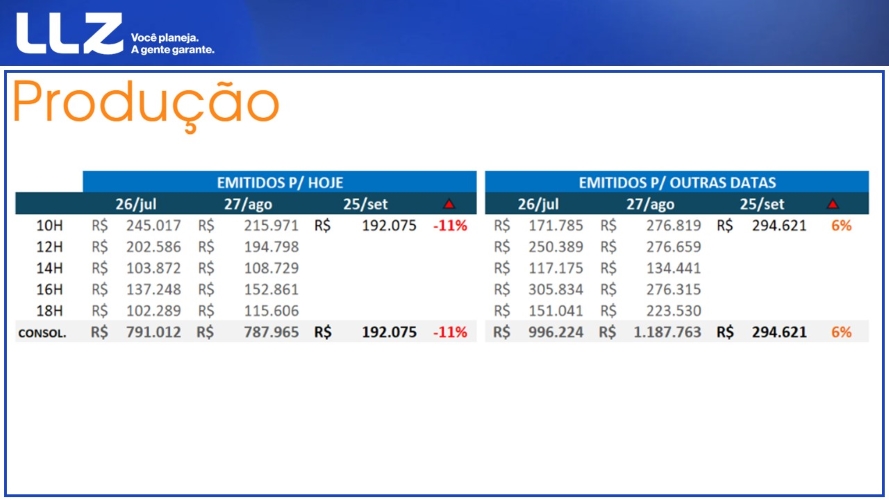 LLZ Você planeja.
A gente garante.
Produção
EMITIDOS P/ HOJE EMITIDOS P/ OUTRAS DATAS
26/jul 27/ago 25/set 26/jul 27/ago 25/set
10H R$ 245.017 R$ 215.971 R$ 192.075 -11% R$ 171.785 R$ 276.819 R$ 294.621 6%
12H R$ 202.586 R$ 194.798 R$ 250.389 R$ 276.659
14H R$ 103.872 R$ 108.729 R$ 117.175 R$ 134.441
16H R$ 137.248 R$ 152.861 R$ 305.834 R$ 276.315
18H R$ 102.289 R$ 115.606 R$ 151.041 R$ 223.530
CONSOL. R$ 791.012 R$ 787.965 R$ 192.075 -11% R$ 996.224 R$ 1.187.763 R$ 294.621 6%